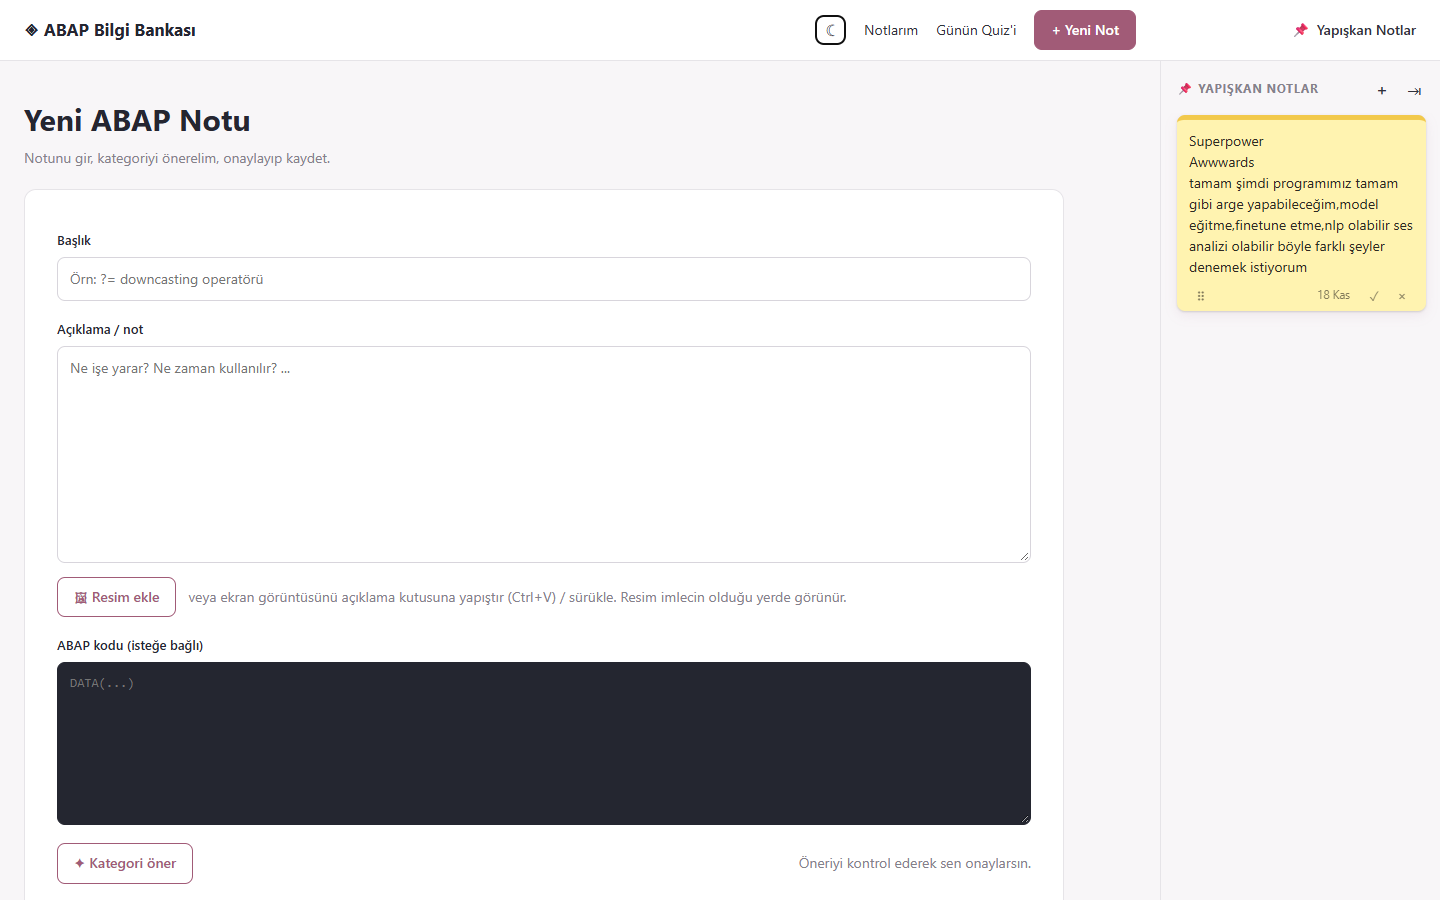 ◈ ABAP Bilgi Bankası
☾
Notlarım
Günün Quiz'i
+ Yeni Not
📌 Yapışkan Notlar
Yeni ABAP Notu
Notunu gir, kategoriyi önerelim, onaylayıp kaydet.
Başlık
Örn: ?= downcasting operatörü
Açıklama / not
Ne işe yarar? Ne zaman kullanılır? ...
🖼 Resim ekle
veya ekran görüntüsünü açıklama kutusuna yapıştır (Ctrl+V) / sürükle. Resim imlecin olduğu yerde görünür.
ABAP kodu (isteğe bağlı)
DATA(...)
✦ Kategori öner
Öneriyi kontrol ederek sen onaylarsın.
📌 YAPIŞKAN NOTLAR
+ ⇥
Superpower
Awwwards
tamam şimdi programımız tamam
gibi arge yapabileceğim,model
eğitme,finetune etme,nlp olabilir ses
analizi olabilir böyle farklı şeyler
denemek istiyorum
⠿ 18 Kas ✓ ×